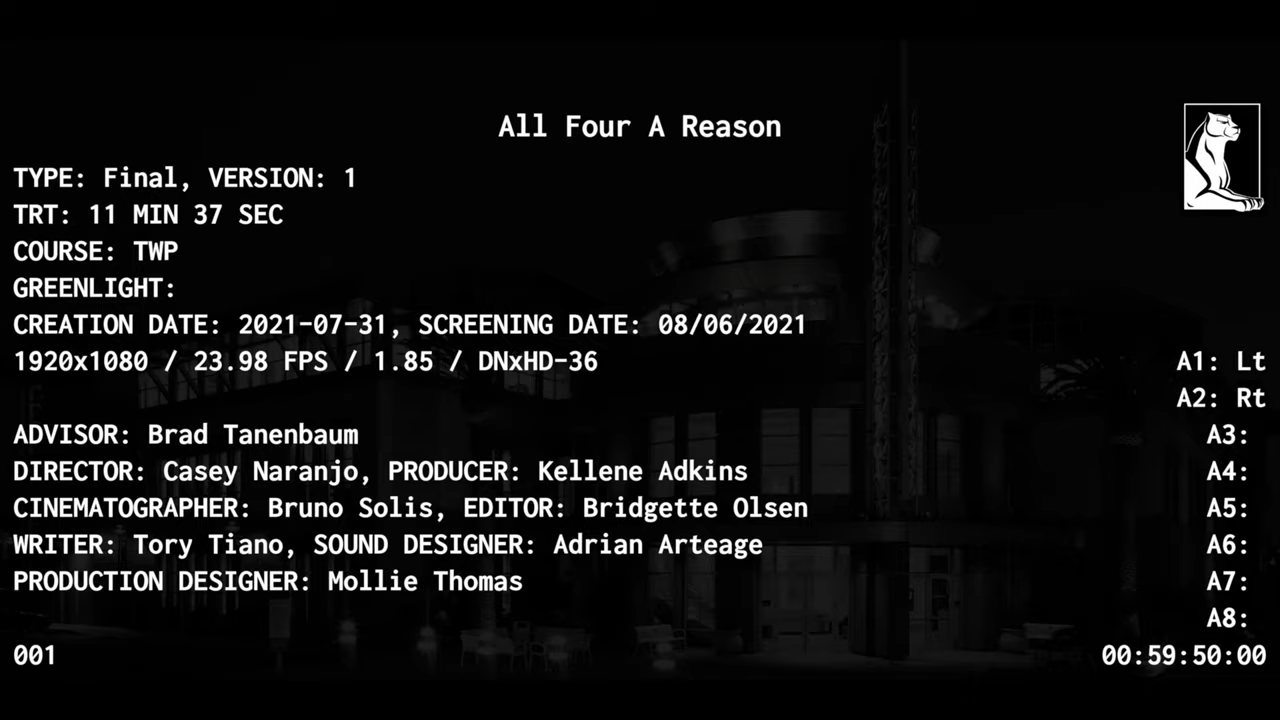 All Four A Reason
TYPE: Final, VERSION: 1
TRT: 11 MIN 37 SEC
COURSE: TWP
GREENLIGHT:
CREATION DATE: 2021-07-31, SCREENING DATE: 08/06/2021
1920x1080 / 23.98 FPS / 1.85 / DNxHD-36
ADVISOR: Brad Tanenbaum
DIRECTOR: Casey Naranjo, PRODUCER: Kellene Adkins
CINEMATOGRAPHER: Bruno Solis, EDITOR: Bridgette Olsen
WRITER: Tory Tiano, SOUND DESIGNER: Adrian Arteage
PRODUCTION DESIGNER: Mollie Thomas
001
A1: Lt
A2: Rt
A3:
A4:
A5:
A6:
A7:
A8:
00:59:50:00